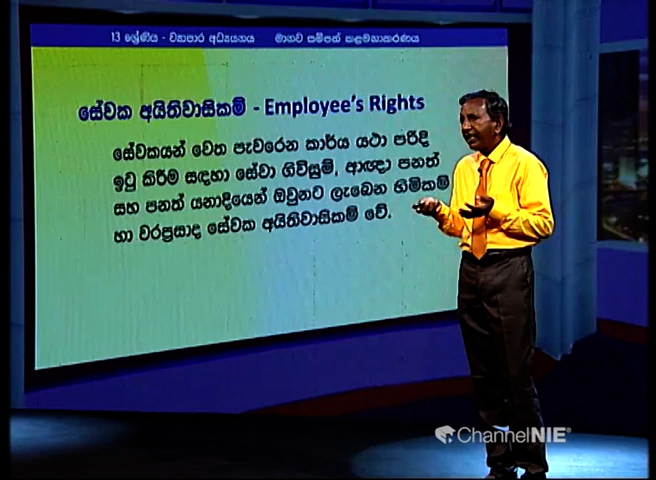 13 ශ්‍රේණිය - ව්‍යාපාර අධ්‍යයනය මානව සම්පත් කළමනාකරණය
සේවක අයිතිවාසිකම් - Employee's Rights
සේවකයන් වෙත පැවරෙන කාර්ය යථා පරිදි
ඉටු කිරීම සඳහා සේවා ගිවිසුම්, ආඥා පනත්
සහ පනත් යනාදියෙන් ඔවුනට ලැබෙන හිමිකම්
හා වරප්‍රසාද සේවක අයිතිවාසිකම් වේ.
ChannelNIE